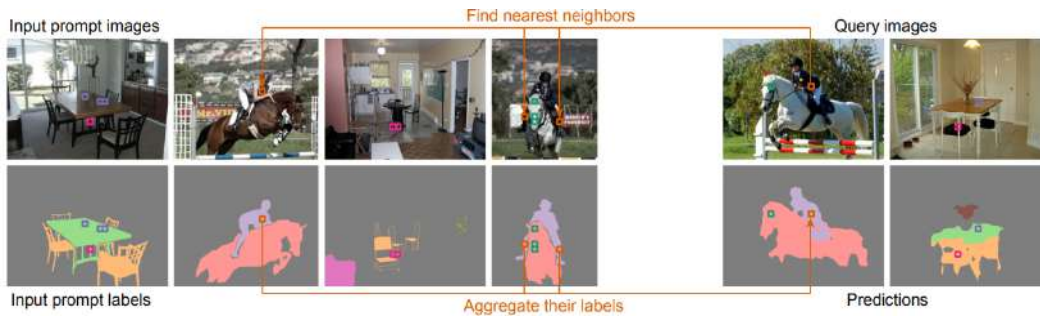 Find nearest neighbors
Input prompt images
Query images
Input prompt labels
Aggregate their labels
Predictions